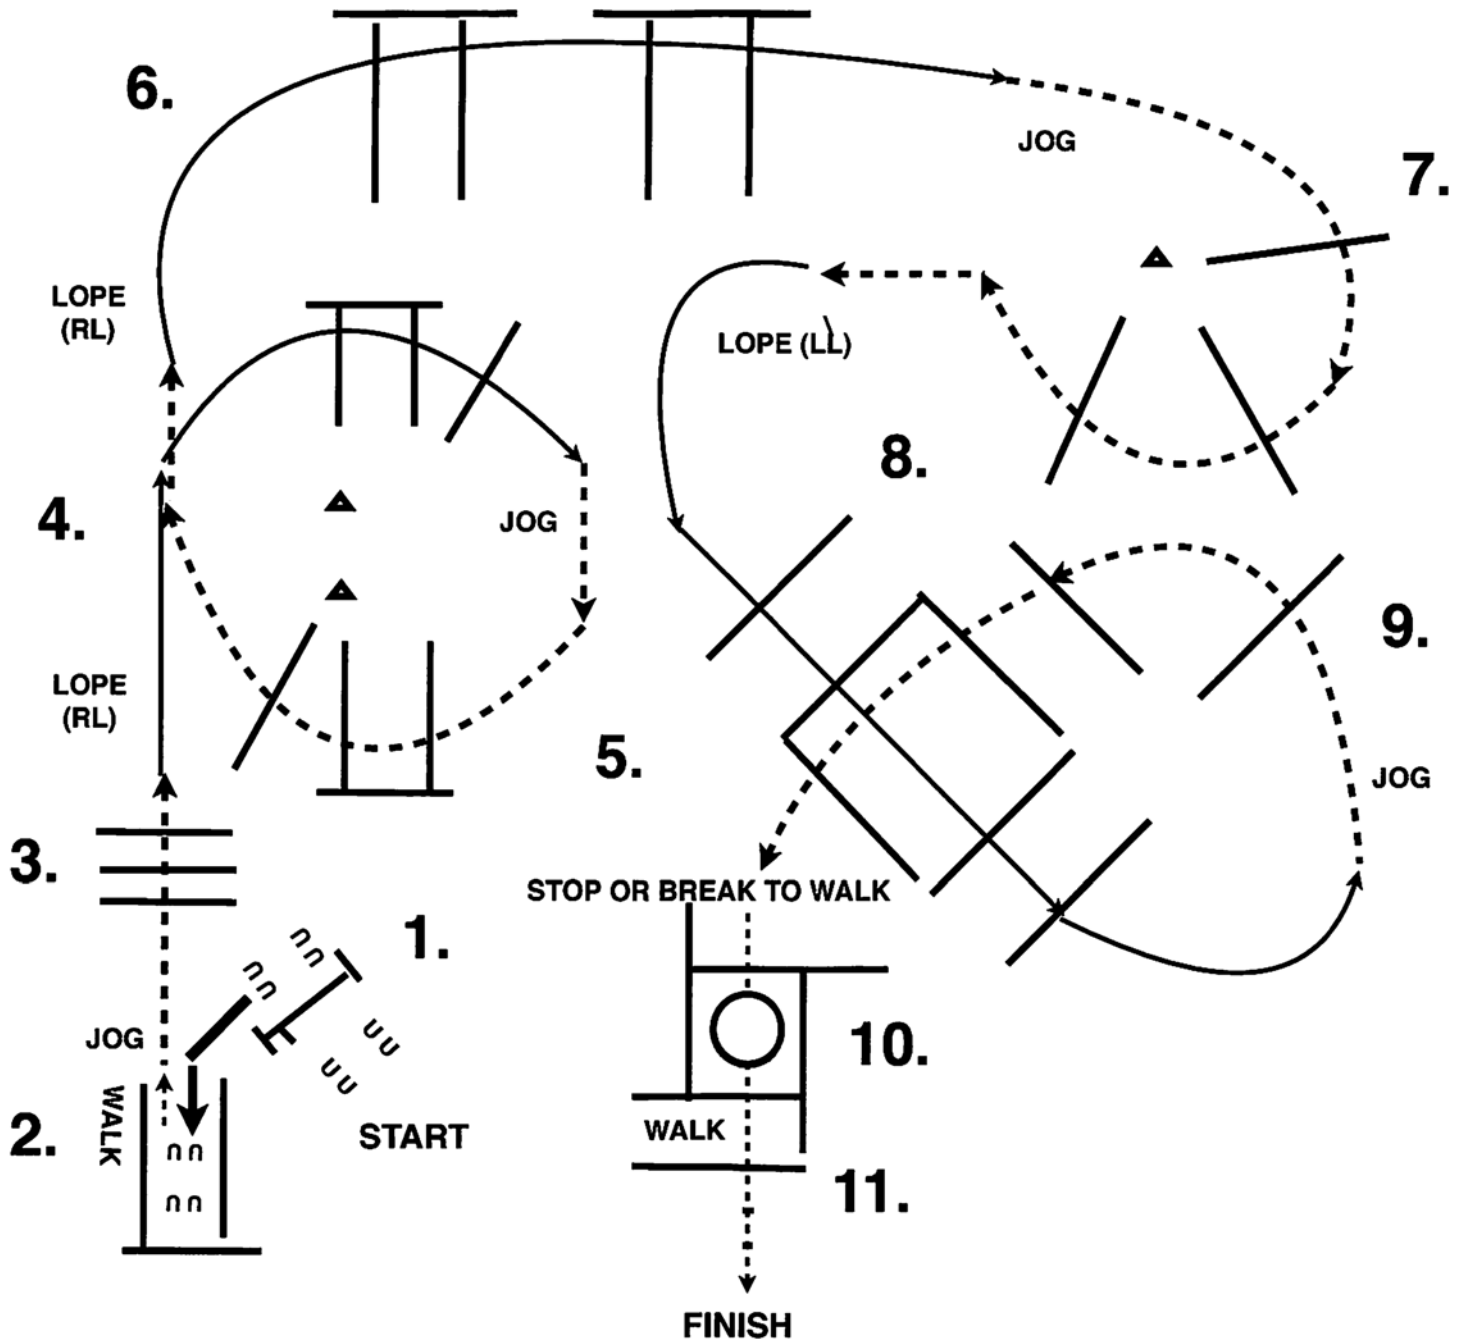 6.
JOG
7.
LOPE
(RL)
LOPE (LL)
8.
4.
JOG
9.
LOPE
(RL)
5.
JOG
3.
STOP OR BREAK TO WALK
1.
JOG
10.
WALK
2.
START
WALK
11.
FINISH